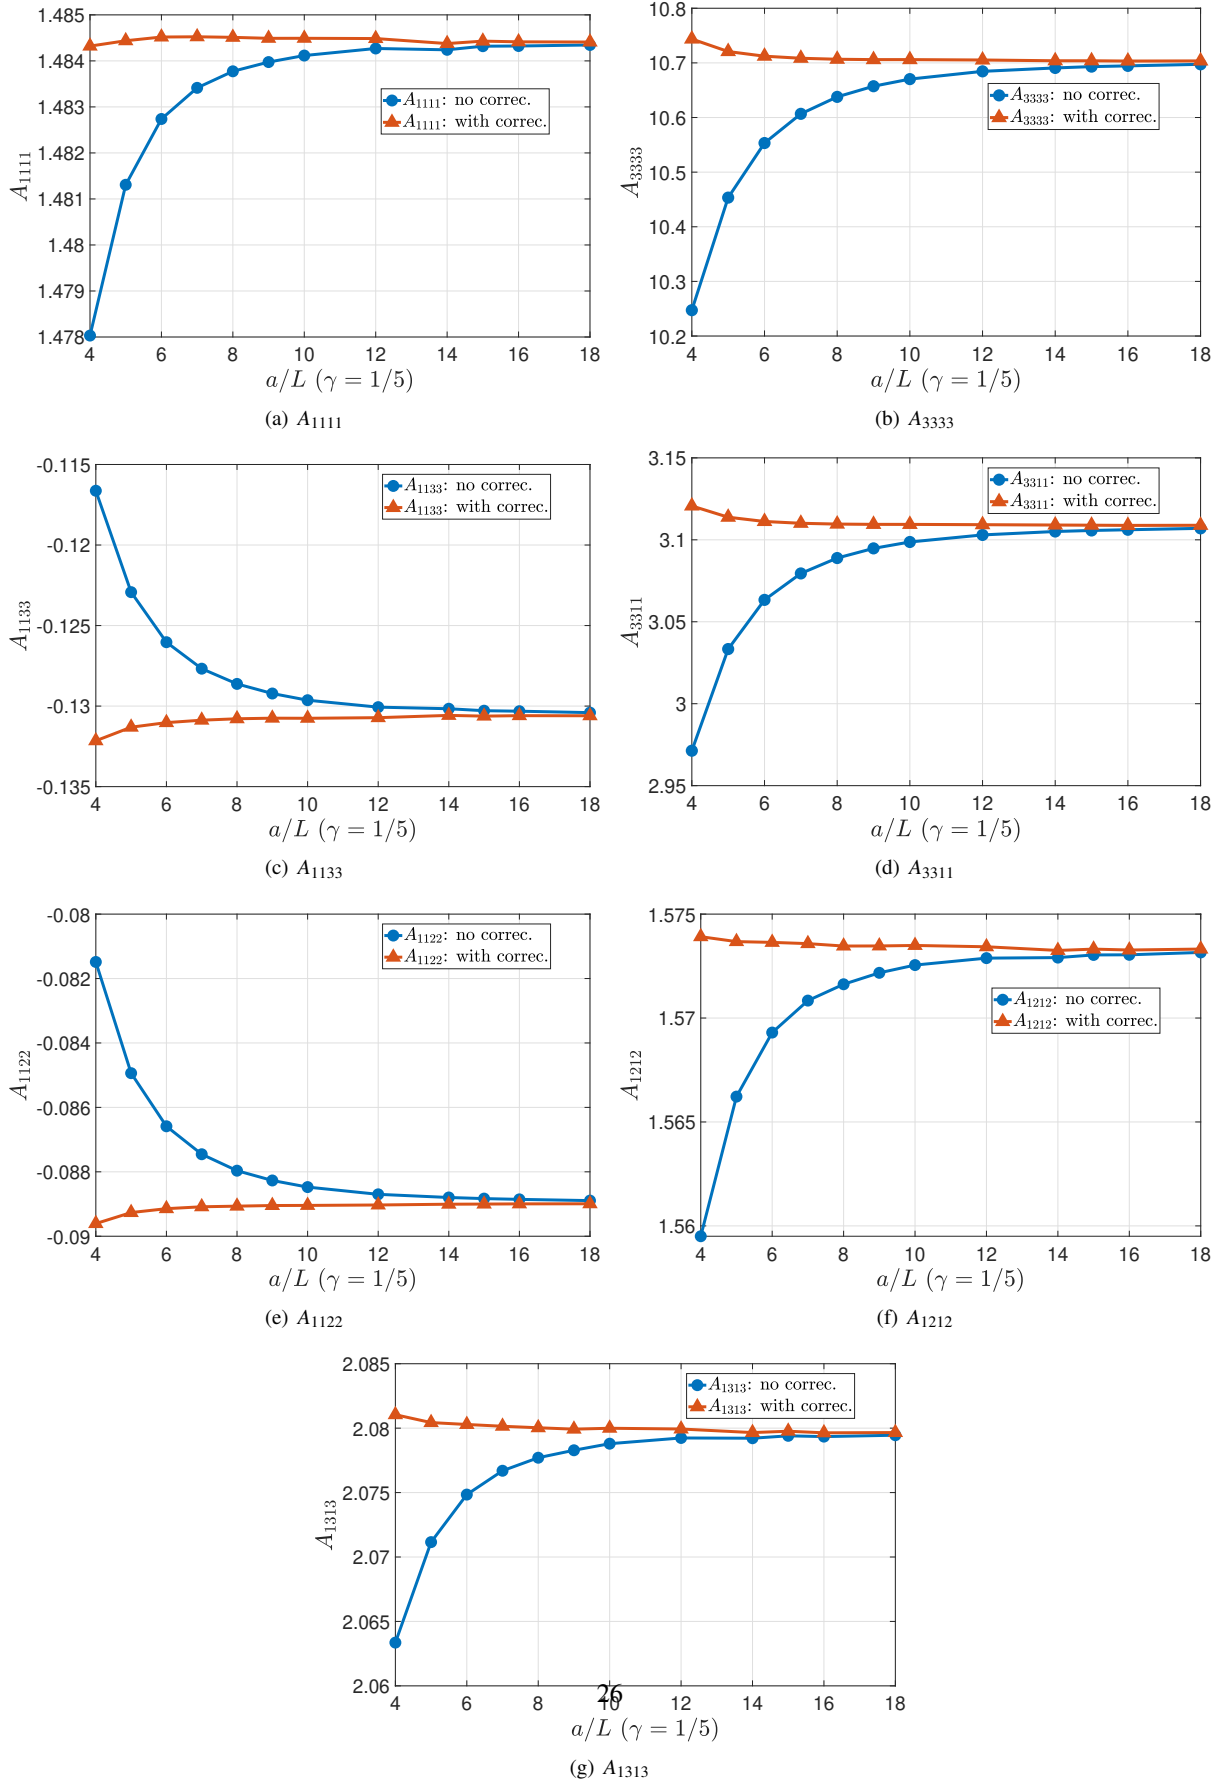 1.485
1.484
1.483
1.482
1.481
1.48
1.479
1.478
A1111
A1111: no correc.
A1111: with correc.
4 6 8 10 12 14 16 18
a/L (γ = 1/5)
(a) A1111
10.8
10.7
10.6
10.5
10.4
10.3
10.2
A3333
A3333: no correc.
A3333: with correc.
4 6 8 10 12 14 16 18
a/L (γ = 1/5)
(b) A3333
-0.115
-0.12
-0.125
-0.13
-0.135
A1133
A1133: no correc.
A1133: with correc.
4 6 8 10 12 14 16 18
a/L (γ = 1/5)
(c) A1133
3.15
3.1
3.05
3
2.95
A3311
A3311: no correc.
A3311: with correc.
4 6 8 10 12 14 16 18
a/L (γ = 1/5)
(d) A3311
-0.08
-0.082
-0.084
-0.086
-0.088
-0.09
A1122
A1122: no correc.
A1122: with correc.
4 6 8 10 12 14 16 18
a/L (γ = 1/5)
(e) A1122
1.575
1.57
1.565
1.56
A1212
A1212: no correc.
A1212: with correc.
4 6 8 10 12 14 16 18
a/L (γ = 1/5)
(f) A1212
2.085
2.08
2.075
2.07
2.065
2.06
A1313
A1313: no correc.
A1313: with correc.
26
4 6 8 10 12 14 16 18
a/L (γ = 1/5)
(g) A1313